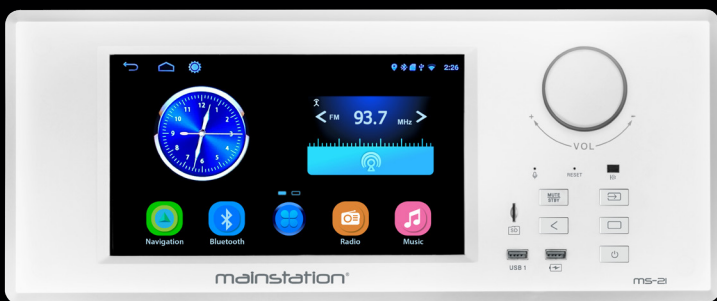 2:26
12
1
2
3
4
5
6
7
8
9
10
11
FM 93.7 MHz
Navigation
Bluetooth
Radio
Music
+ -
VOL
RESET
MUTE
STBY
SD
USB 1
mainstation®
ms-2i